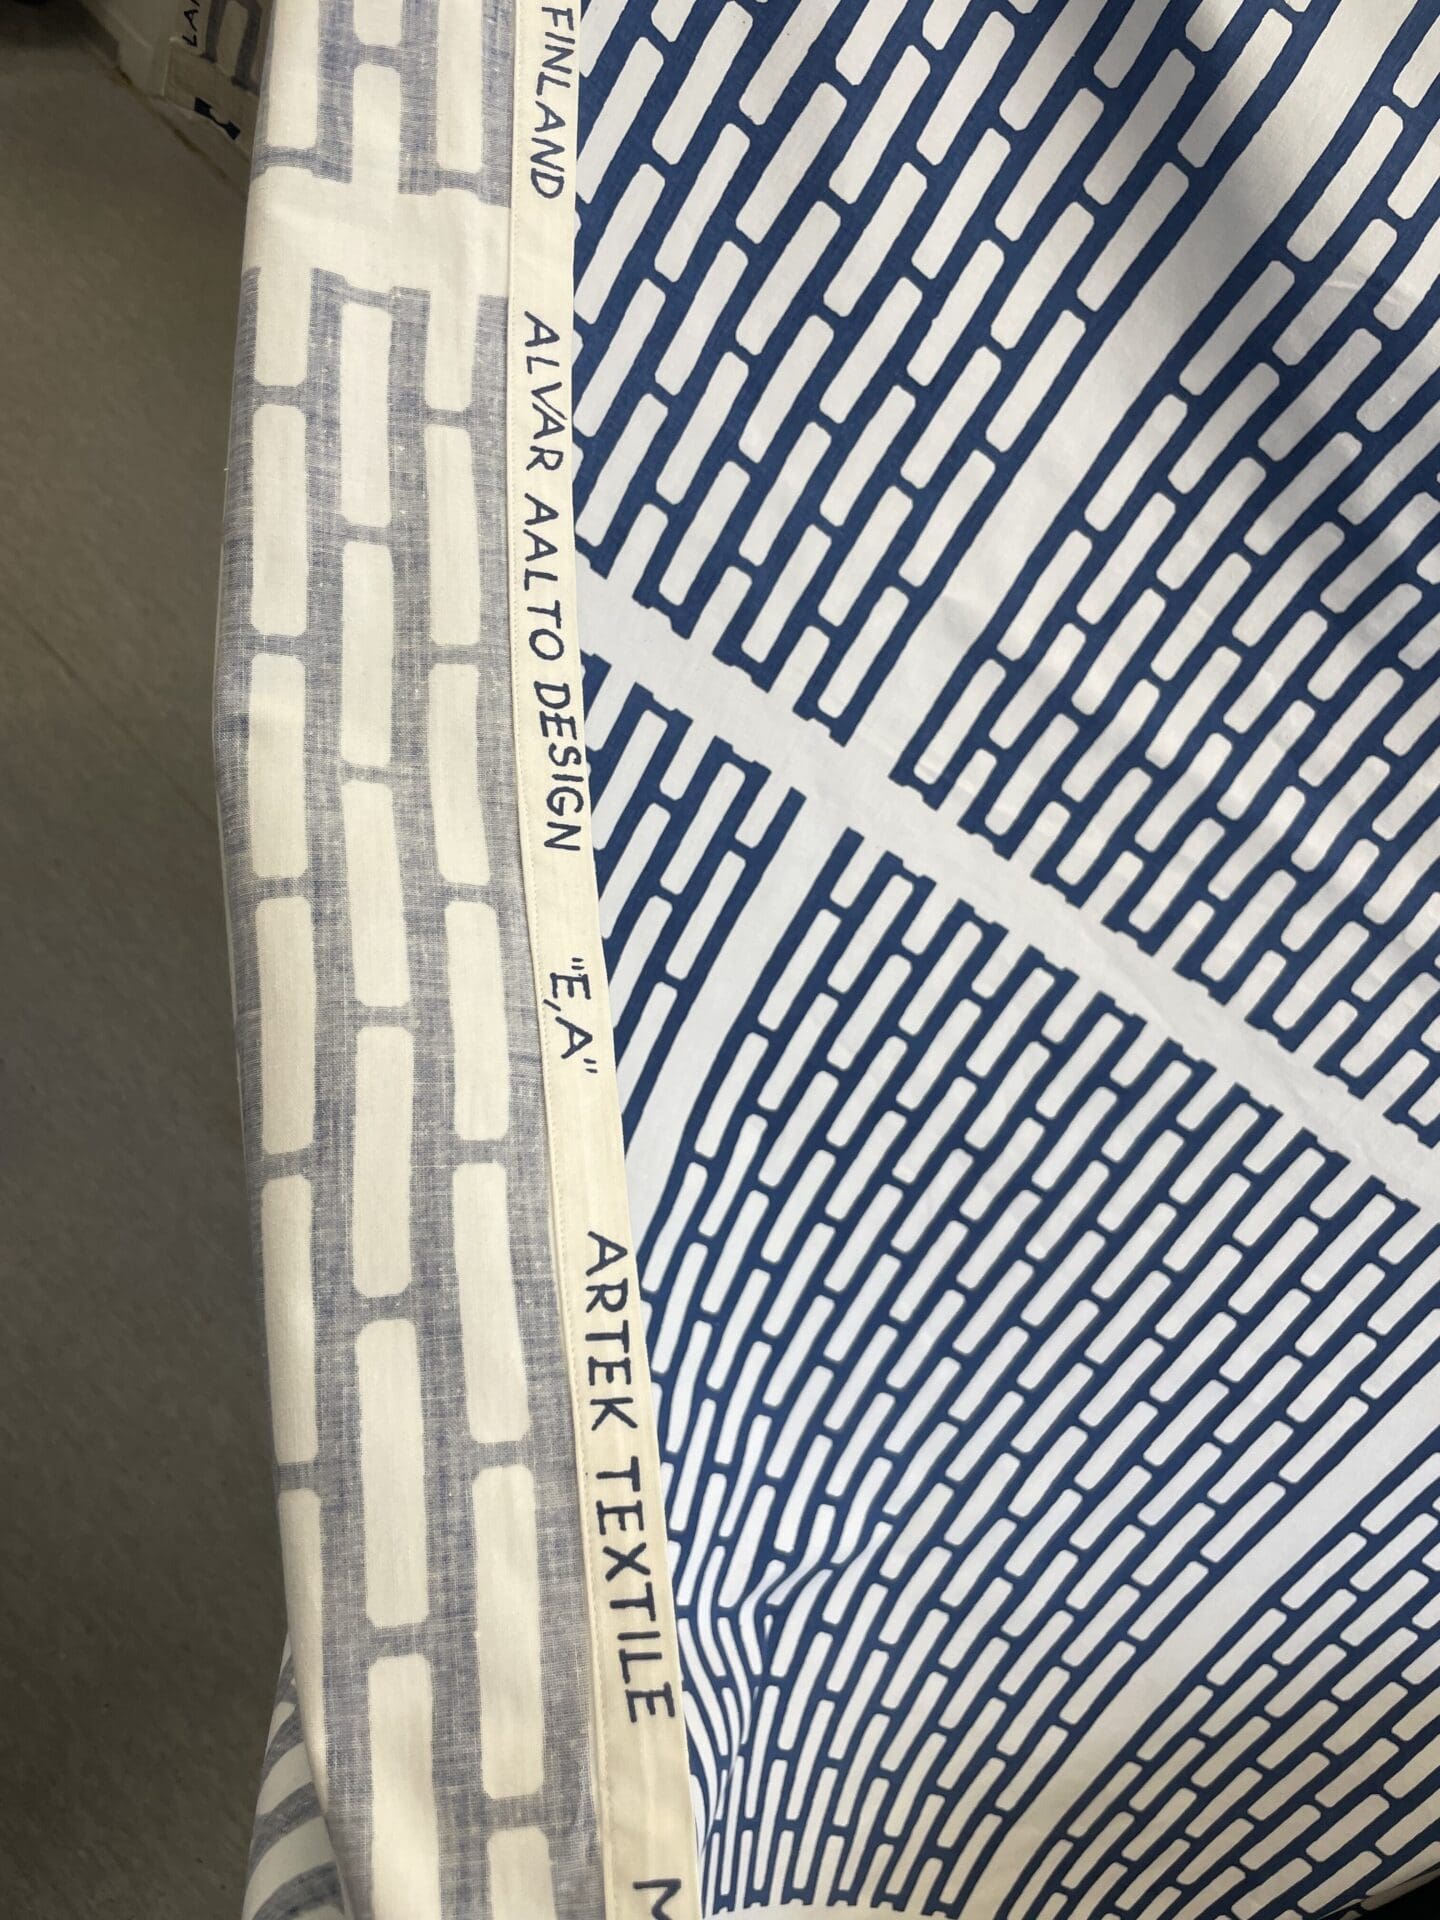 FINLAND ALVAR AALTO DESIGN "E,A" ARTEK TEXTILE